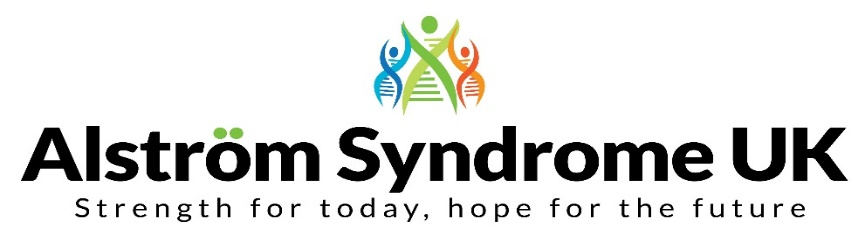 Alström Syndrome UK
Strength for today, hope for the future